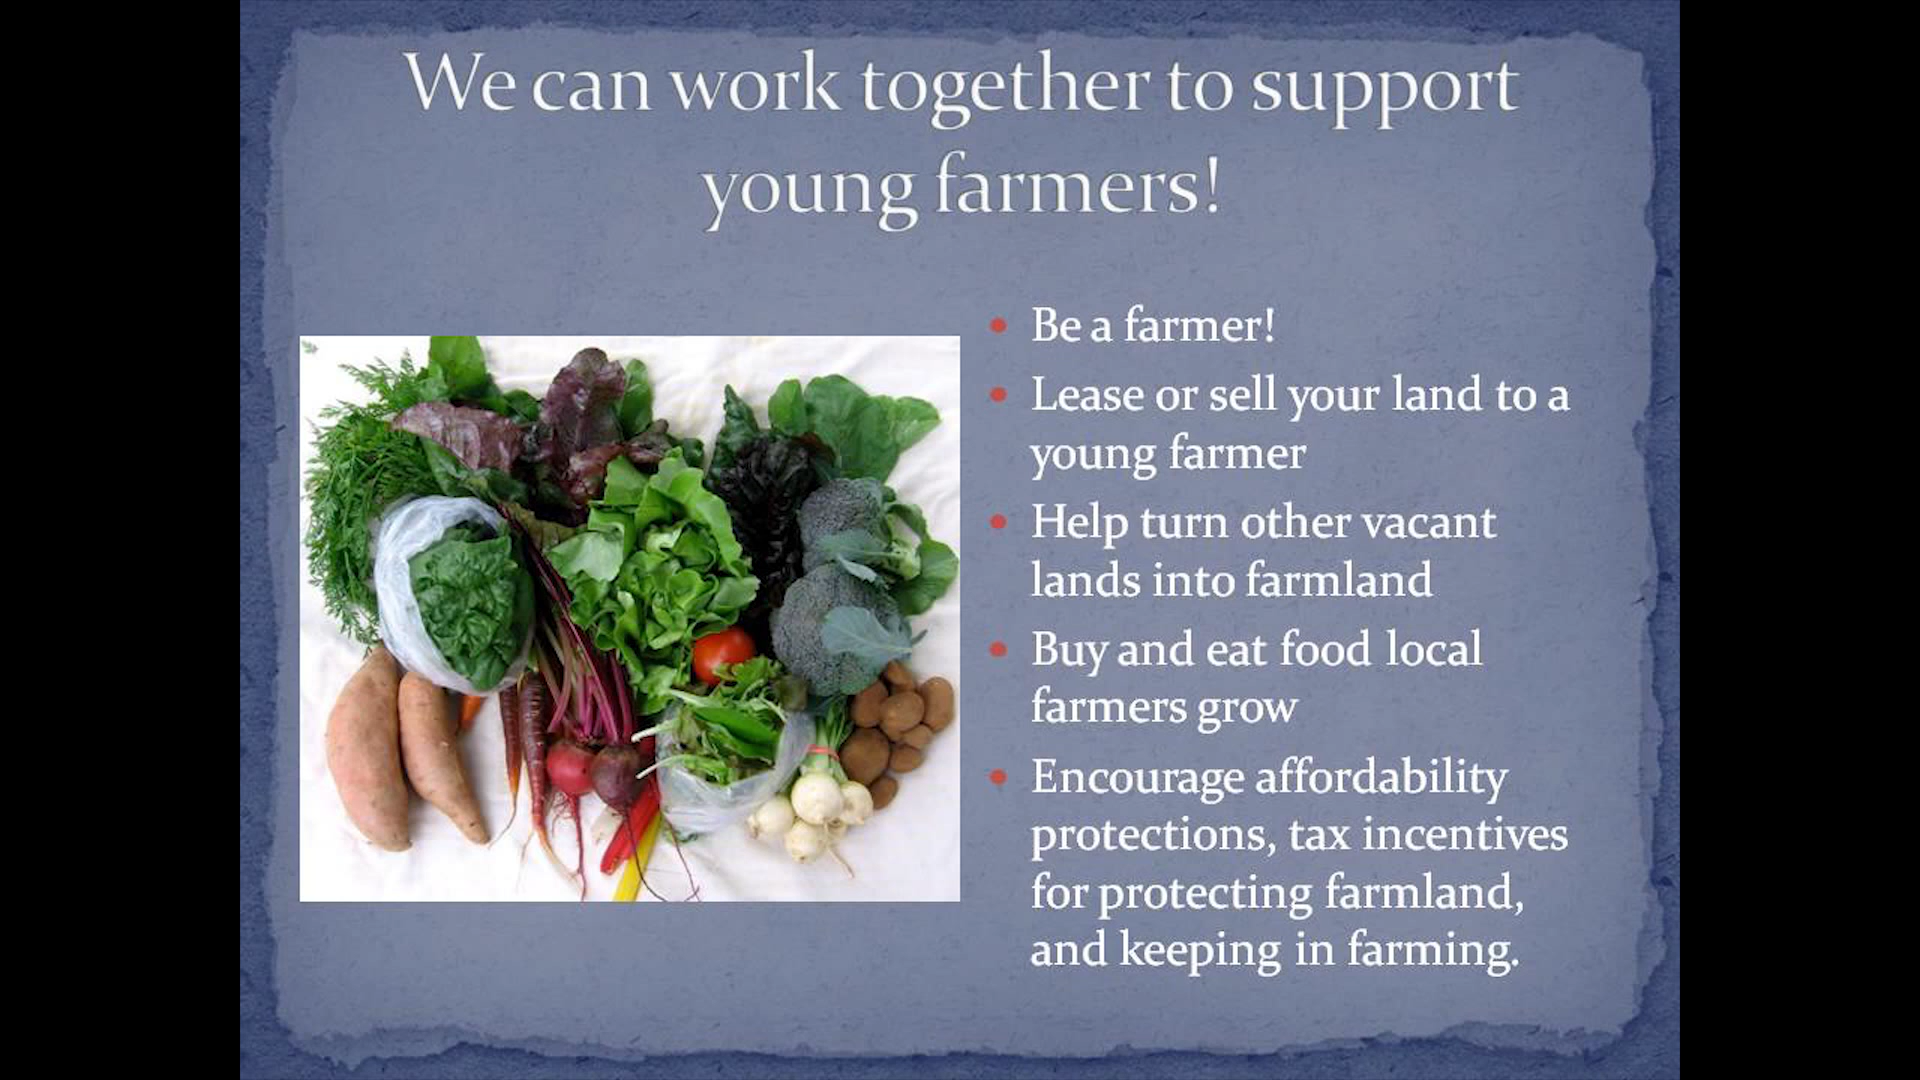 We can work together to support
young farmers!
• Be a farmer!
• Lease or sell your land to a
young farmer
• Help turn other vacant
lands into farmland
• Buy and eat food local
farmers grow
• Encourage affordability
protections, tax incentives
for protecting farmland,
and keeping in farming.